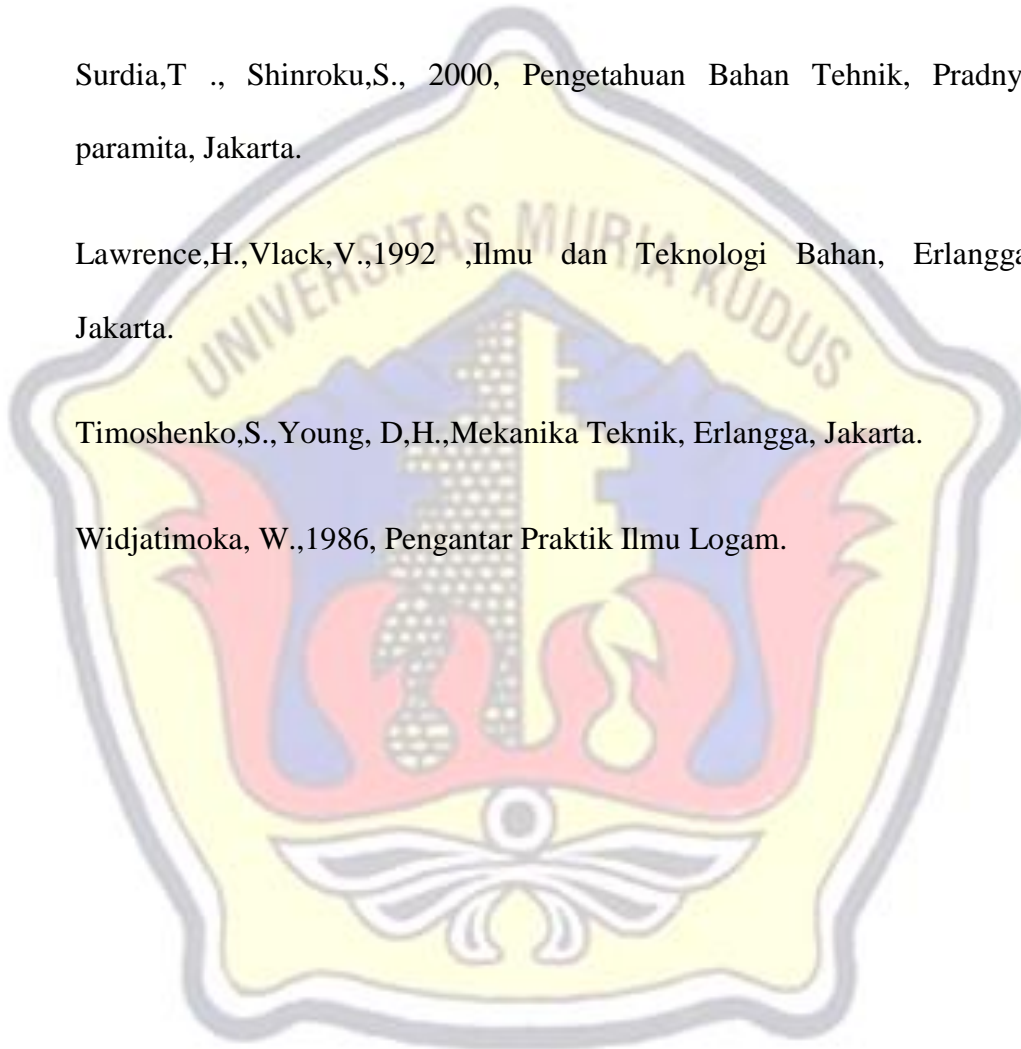 Surdia,T ., Shinroku,S., 2000, Pengetahuan Bahan Tehnik, Pradny
paramita, Jakarta.
UNIVERSITAS MURIA KUDUS
Lawrence,H.,Vlack,V.,1992 ,Ilmu dan Teknologi Bahan, Erlangga
Jakarta.
Timoshenko,S.,Young, D,H.,Mekanika Teknik, Erlangga, Jakarta.
Widjatimoka, W.,1986, Pengantar Praktik Ilmu Logam.